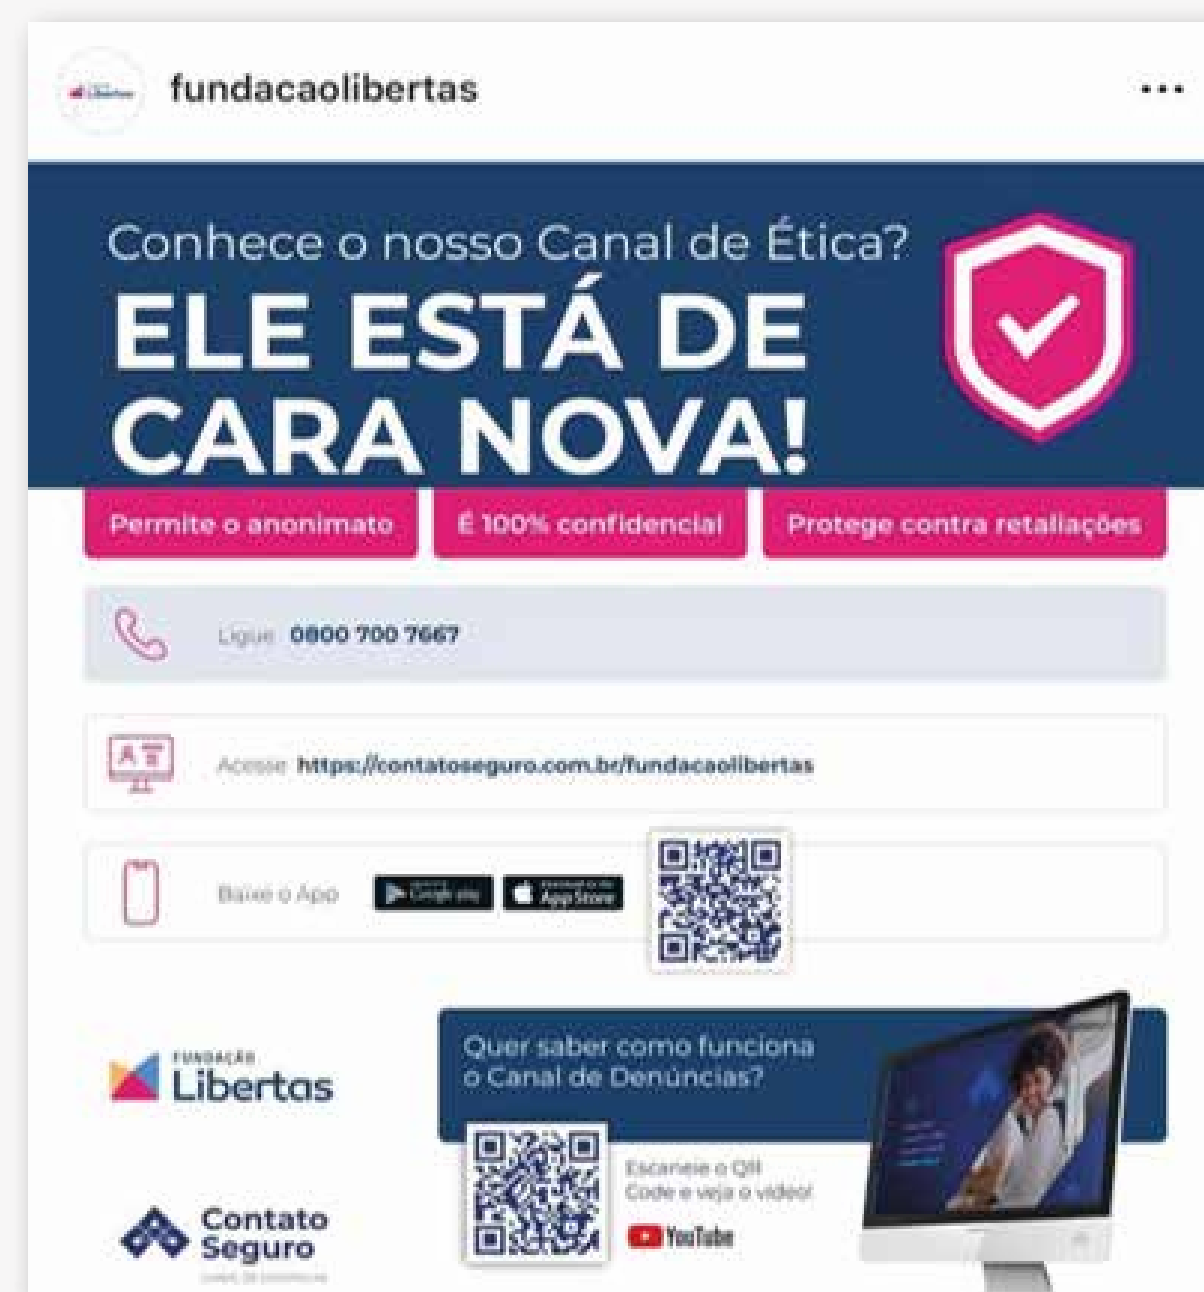 fundacaolibertas
Conhece o nosso Canal de Ética?
ELE ESTÁ DE
CARA NOVA!
Permite o anonimato
É 100% confidencial
Protege contra retaliações
Ligue 0800 700 7667
Acesse https://contatoseguro.com.br/fundacaolibertas
Baixe o App
Google play
App Store
Quer saber como funciona
o Canal de Denúncias?
FUNDAÇÃO
Libertas
Escaneie o QR
Code e veja o vídeo!
YouTube
Contato
Seguro